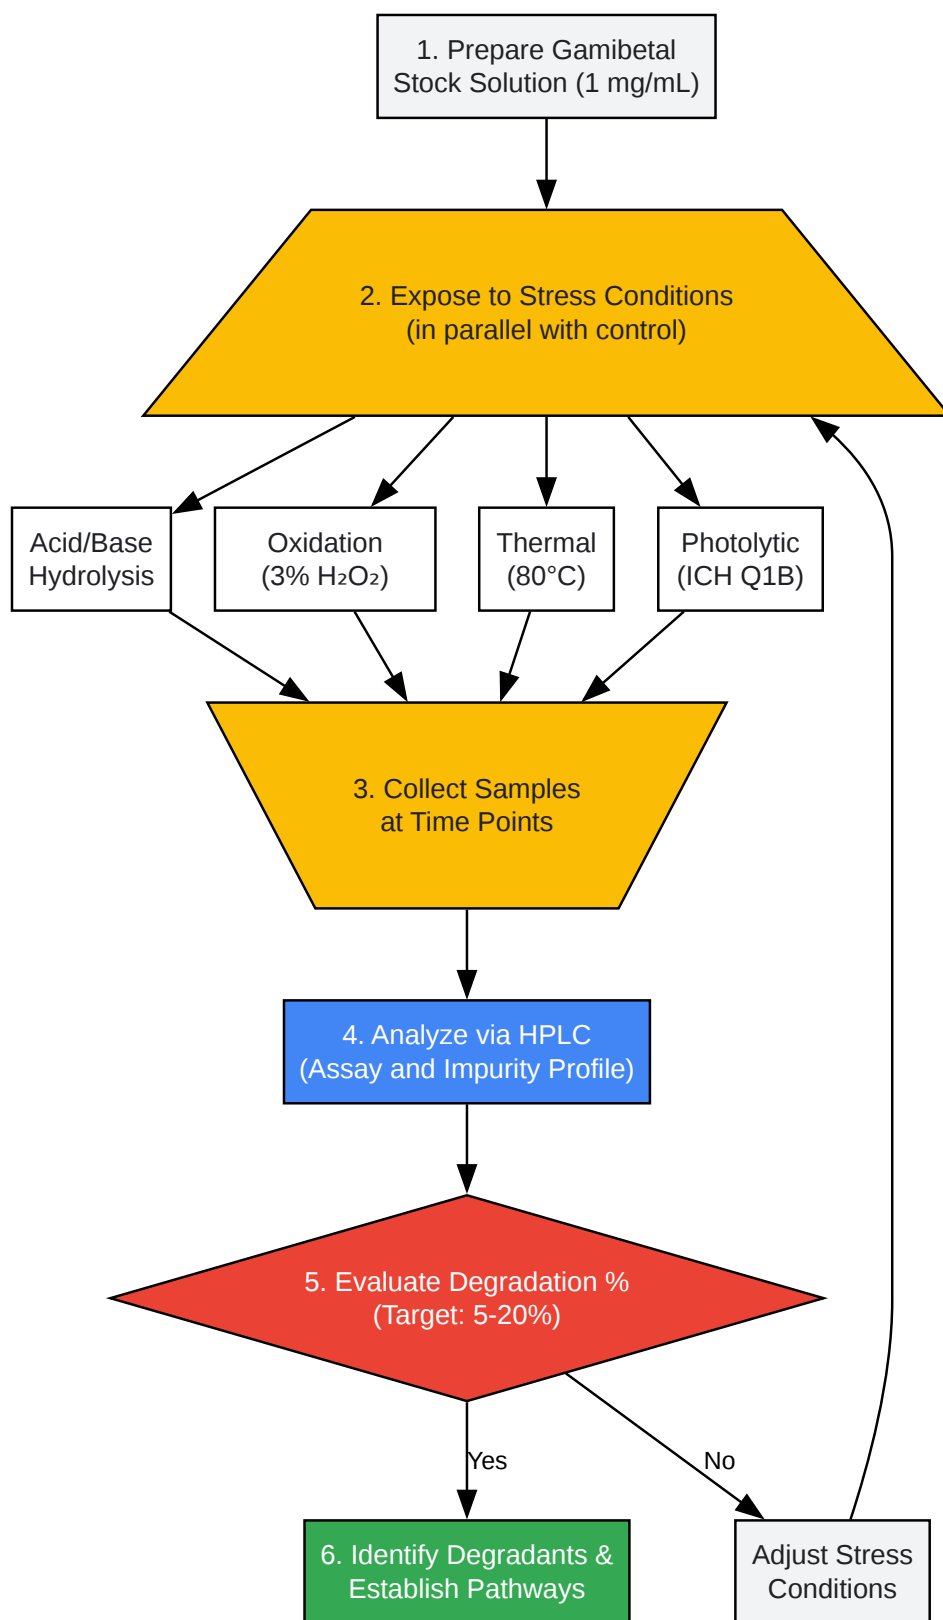 1. Prepare Gamibetal
Stock Solution (1 mg/mL)
2. Expose to Stress Conditions
(in parallel with control)
Acid/Base
Hydrolysis
Oxidation
(3% H₂O₂)
Thermal
(80°C)
Photolytic
(ICH Q1B)
3. Collect Samples
at Time Points
4. Analyze via HPLC
(Assay and Impurity Profile)
5. Evaluate Degradation %
(Target: 5-20%)
Yes
No
6. Identify Degradants &
Establish Pathways
Adjust Stress
Conditions